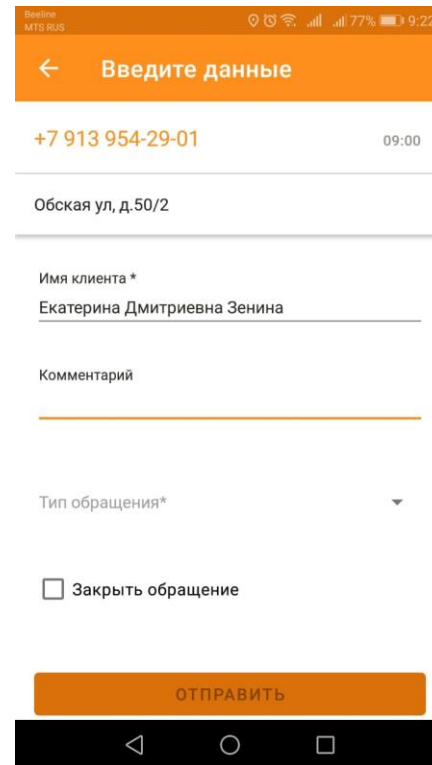 Beeline
MTS RUS
77%
9:22
Введите данные
+7 913 954-29-01
09:00
Обская ул, д.50/2
Имя клиента *
Екатерина Дмитриевна Зенина
Комментарий
Тип обращения*
Закрыть обращение
ОТПРАВИТЬ